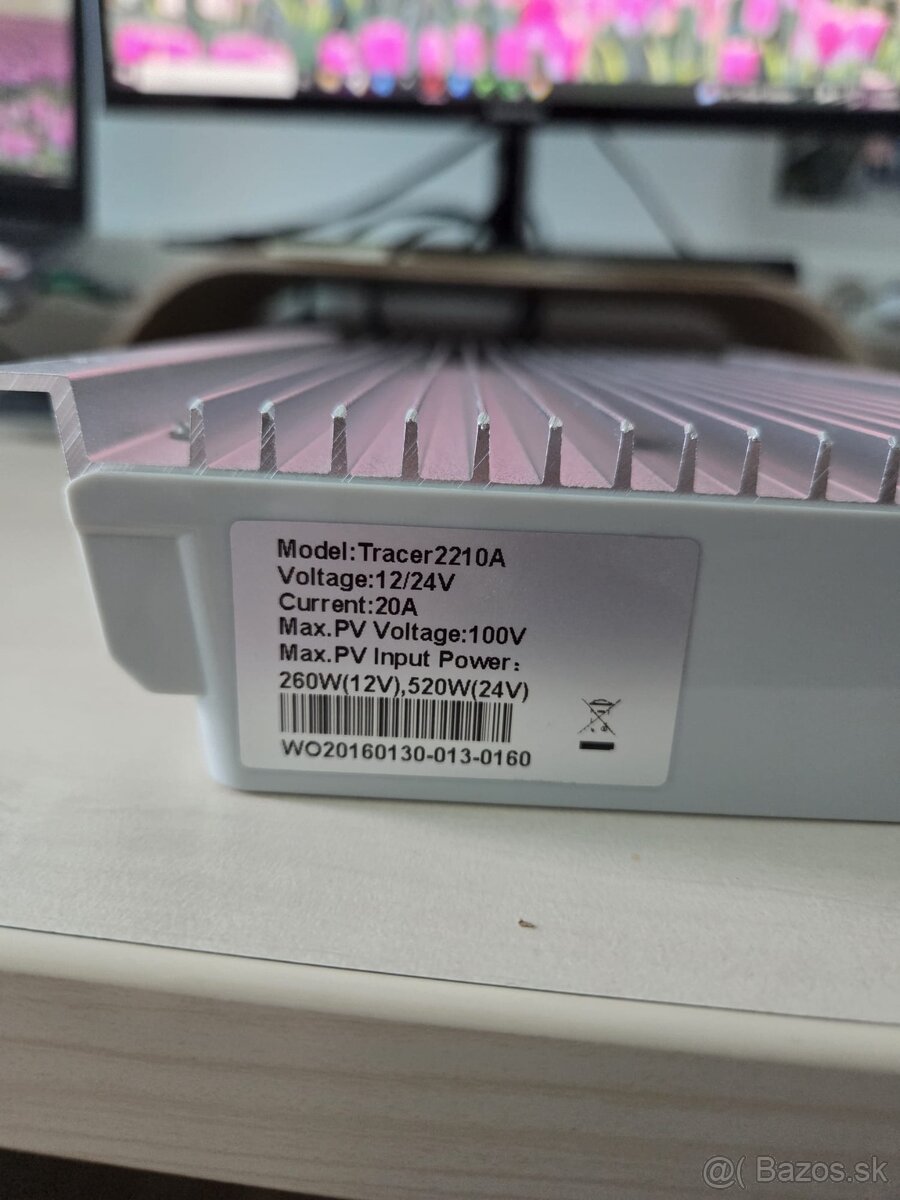 Model:Tracer2210A
Voltage:12/24V
Current:20A
Max.PV Voltage:100V
Max.PV Input Power:
260W(12V),520W(24V)
WO20160130-013-0160
@( Bazos.sk